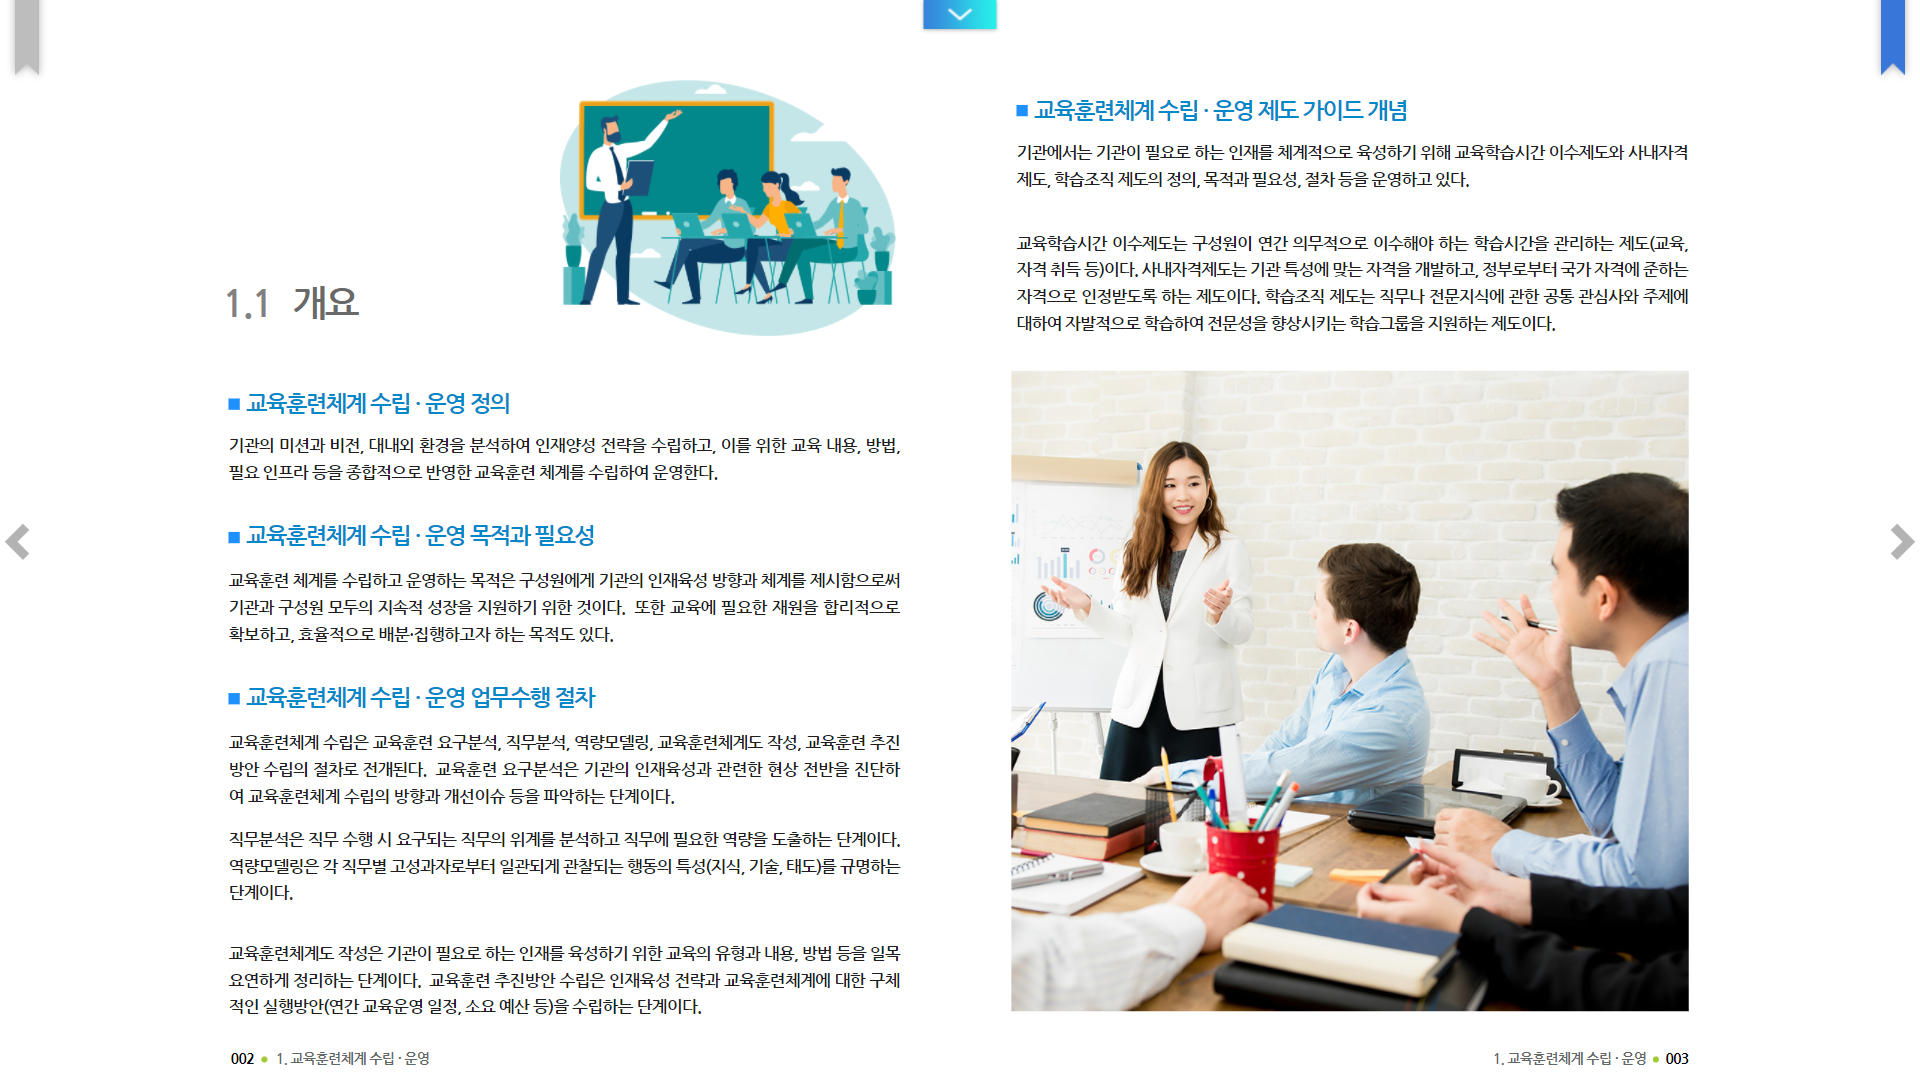 1.1 개요
■ 교육훈련체계 수립 · 운영 정의
기관의 미션과 비전, 대내외 환경을 분석하여 인재양성 전략을 수립하고, 이를 위한 교육 내용, 방법,
필요 인프라 등을 종합적으로 반영한 교육훈련 체계를 수립하여 운영한다.
■ 교육훈련체계 수립 · 운영 목적과 필요성
교육훈련 체계를 수립하고 운영하는 목적은 구성원에게 기관의 인재육성 방향과 체계를 제시함으로써
기관과 구성원 모두의 지속적 성장을 지원하기 위한 것이다. 또한 교육에 필요한 재원을 합리적으로
확보하고, 효율적으로 배분·집행하고자 하는 목적도 있다.
■ 교육훈련체계 수립 · 운영 업무수행 절차
교육훈련체계 수립은 교육훈련 요구분석, 직무분석, 역량모델링, 교육훈련체계도 작성, 교육훈련 추진
방안 수립의 절차로 전개된다. 교육훈련 요구분석은 기관의 인재육성과 관련한 현상 전반을 진단하
여 교육훈련체계 수립의 방향과 개선이슈 등을 파악하는 단계이다.
직무분석은 직무 수행 시 요구되는 직무의 위계를 분석하고 직무에 필요한 역량을 도출하는 단계이다.
역량모델링은 각 직무별 고성과자로부터 일관되게 관찰되는 행동의 특성(지식, 기술, 태도)를 규명하는
단계이다.
교육훈련체계도 작성은 기관이 필요로 하는 인재를 육성하기 위한 교육의 유형과 내용, 방법 등을 일목
요연하게 정리하는 단계이다. 교육훈련 추진방안 수립은 인재육성 전략과 교육훈련체계에 대한 구체
적인 실행방안(연간 교육운영 일정, 소요 예산 등)을 수립하는 단계이다.
002 ● 1. 교육훈련체계 수립 · 운영
■ 교육훈련체계 수립 · 운영 제도 가이드 개념
기관에서는 기관이 필요로 하는 인재를 체계적으로 육성하기 위해 교육학습시간 이수제도와 사내자격
제도, 학습조직 제도의 정의, 목적과 필요성, 절차 등을 운영하고 있다.
교육학습시간 이수제도는 구성원이 연간 의무적으로 이수해야 하는 학습시간을 관리하는 제도(교육,
자격 취득 등)이다. 사내자격제도는 기관 특성에 맞는 자격을 개발하고, 정부로부터 국가 자격에 준하는
자격으로 인정받도록 하는 제도이다. 학습조직 제도는 직무나 전문지식에 관한 공통 관심사와 주제에
대하여 자발적으로 학습하여 전문성을 향상시키는 학습그룹을 지원하는 제도이다.
1. 교육훈련체계 수립 · 운영 ● 003